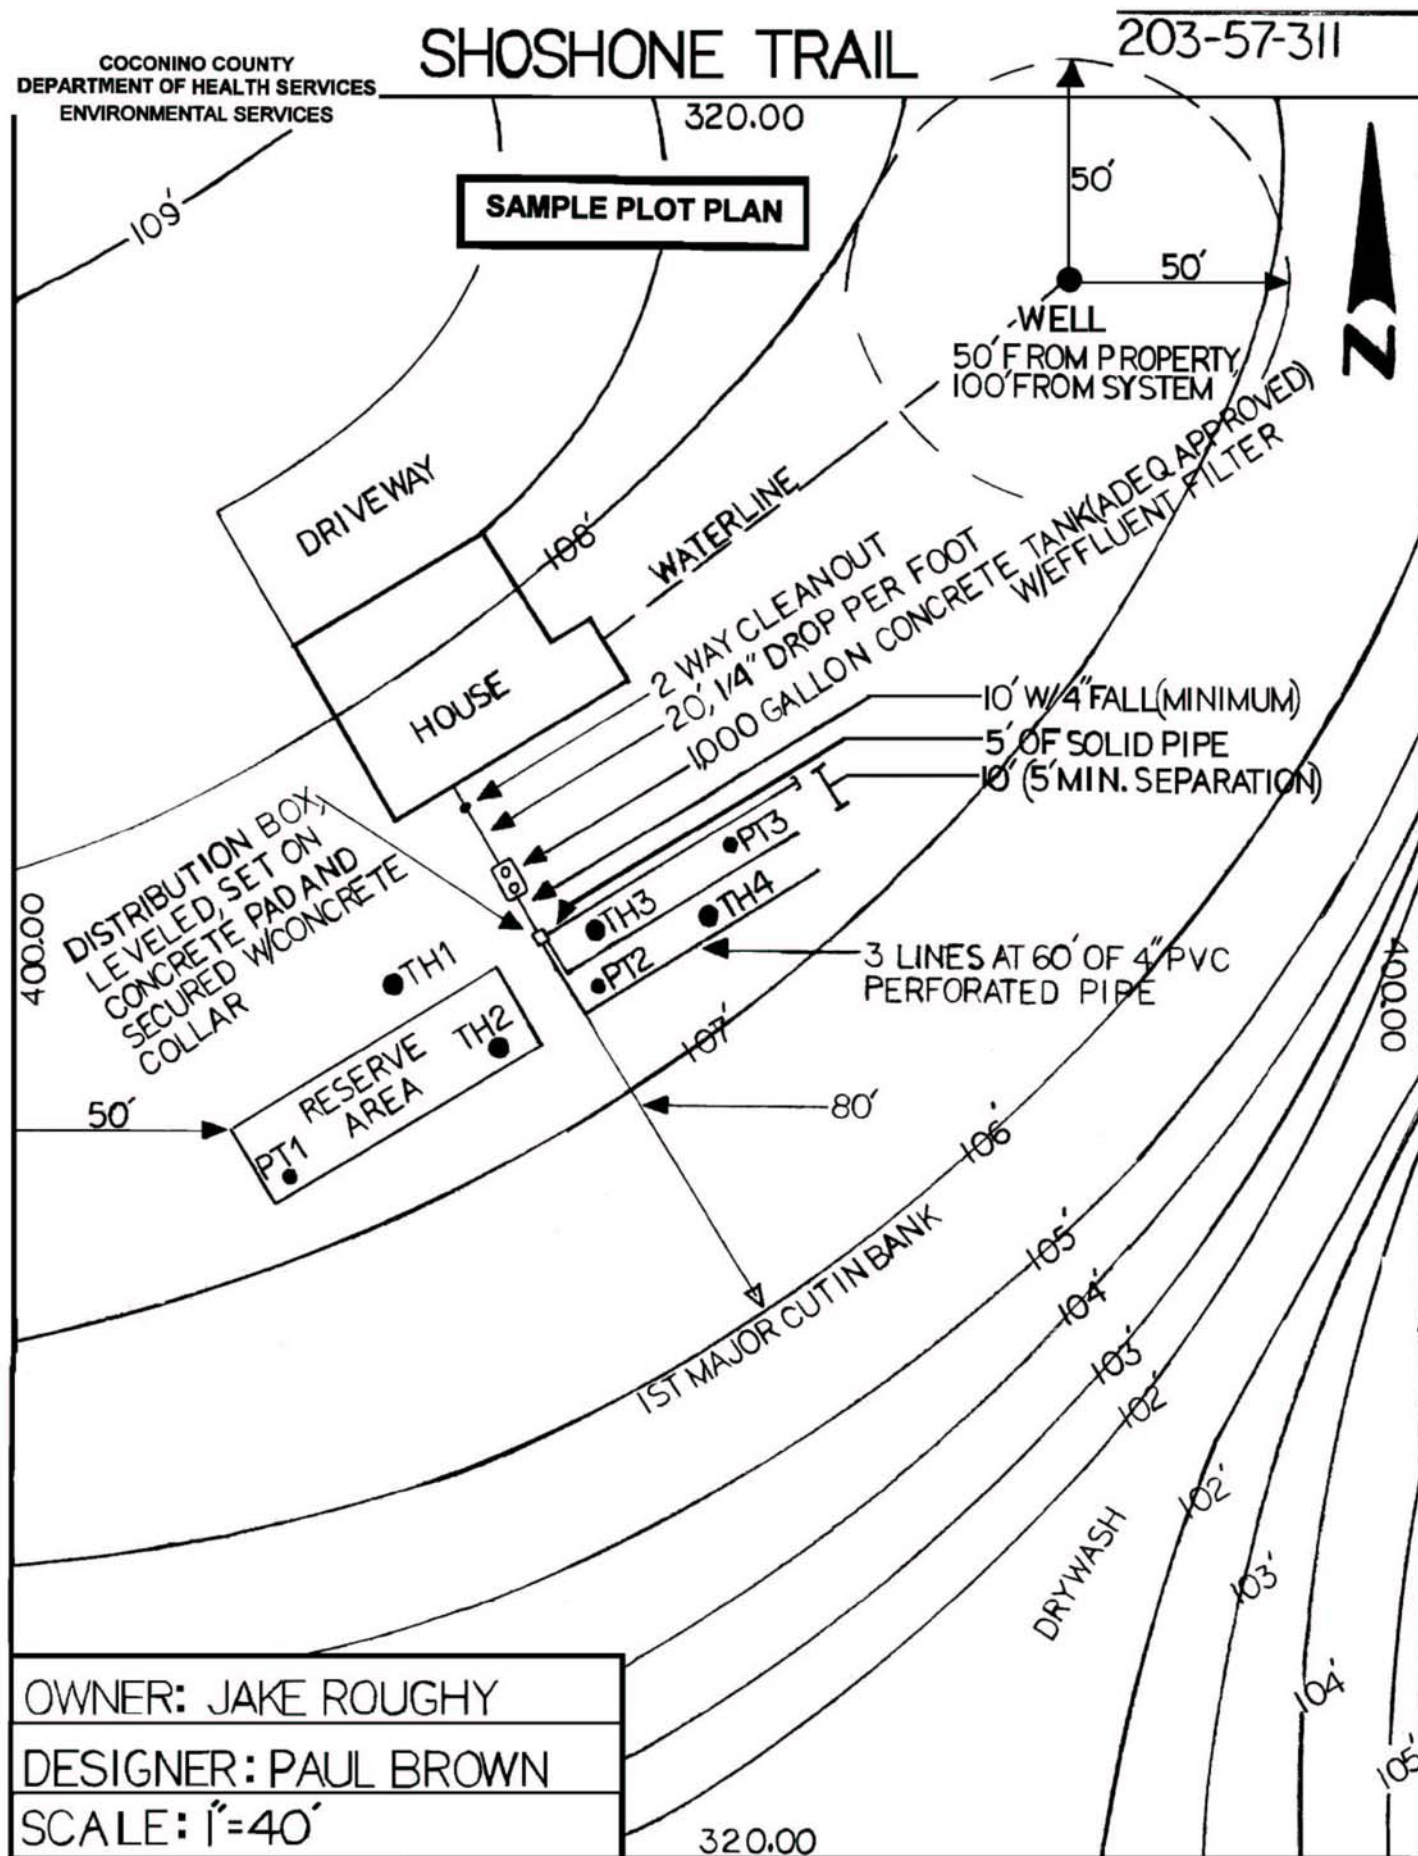 COCONINO COUNTY
DEPARTMENT OF HEALTH SERVICES
ENVIRONMENTAL SERVICES
SHOSHONE TRAIL
203-57-311
320.00
SAMPLE PLOT PLAN
109'
50'
50'
WELL
50' FROM PROPERTY
100' FROM SYSTEM
N
DRIVEWAY
108'
WATERLINE
HOUSE
2 WAY CLEANOUT
20', 1/4" DROP PER FOOT
1,000 GALLON CONCRETE TANK(ADEQ APPROVED)
W/EFFLUENT FILTER
10' W/4" FALL(MINIMUM)
5' OF SOLID PIPE
10' (5' MIN. SEPARATION)
DISTRIBUTION BOX,
LEVELED, SET ON
CONCRETE PAD AND
SECURED W/CONCRETE
COLLAR
400.00
PT3
TH3
TH4
PT2
3 LINES AT 60' OF 4" PVC
PERFORATED PIPE
400.00
TH1
TH2
RESERVE
AREA
PT1
50'
107'
80'
106'
1ST MAJOR CUT IN BANK
105'
104'
103'
102'
DRYWASH
102'
103'
104'
105'
OWNER: JAKE ROUGHY
DESIGNER: PAUL BROWN
SCALE: 1"=40'
320.00